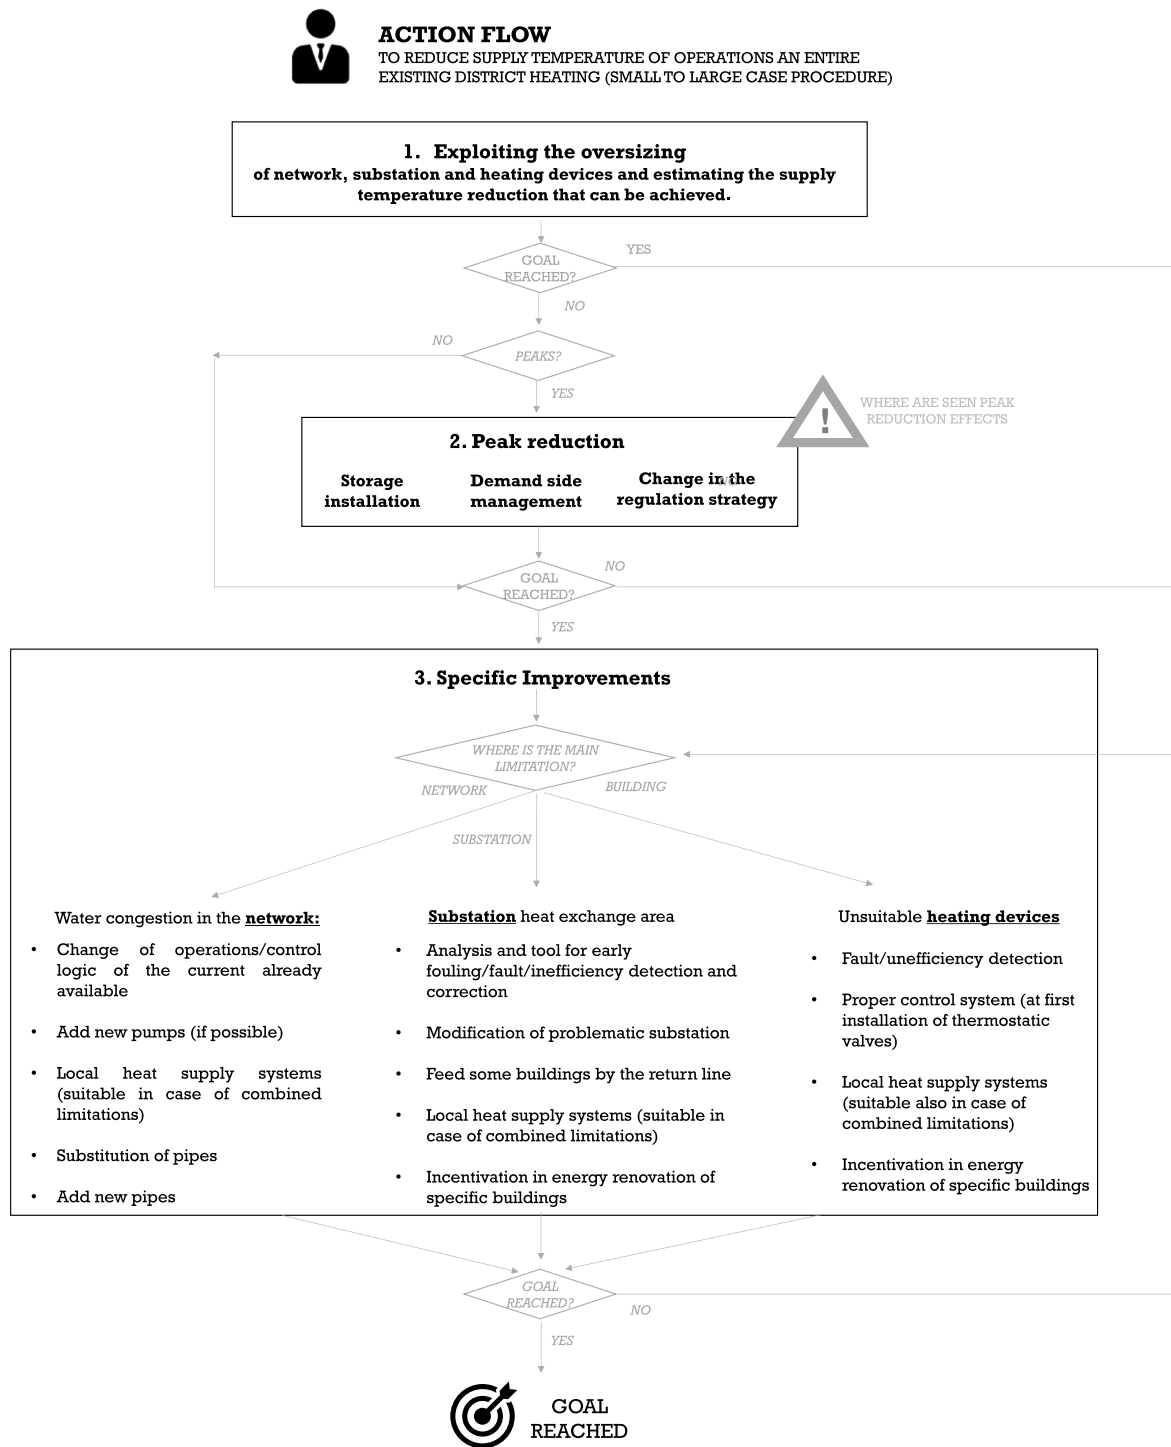 ACTION FLOW
TO REDUCE SUPPLY TEMPERATURE OF OPERATIONS AN ENTIRE
EXISTING DISTRICT HEATING (SMALL TO LARGE CASE PROCEDURE)
1. Exploiting the oversizing
of network, substation and heating devices and estimating the supply
temperature reduction that can be achieved.
GOAL
REACHED?
YES
NO
PEAKS?
NO
YES
WHERE ARE SEEN PEAK
REDUCTION EFFECTS
!
2. Peak reduction
Storage
installation
Demand side
management
Change in the
regulation strategy
NO
GOAL
REACHED?
NO
YES
3. Specific Improvements
WHERE IS THE MAIN
LIMITATION?
NETWORK
BUILDING
SUBSTATION
Water congestion in the network:
• Change of operations/control
logic of the current already
available
• Add new pumps (if possible)
• Local heat supply systems
(suitable in case of combined
limitations)
• Substitution of pipes
• Add new pipes
Substation heat exchange area
• Analysis and tool for early
fouling/fault/inefficiency detection and
correction
• Modification of problematic substation
• Feed some buildings by the return line
• Local heat supply systems (suitable in
case of combined limitations)
• Incentivation in energy renovation of
specific buildings
Unsuitable heating devices
• Fault/unefficiency detection
• Proper control system (at first
installation of thermostatic
valves)
• Local heat supply systems
(suitable also in case of
combined limitations)
• Incentivation in energy
renovation of specific buildings
GOAL
REACHED?
NO
YES
GOAL
REACHED